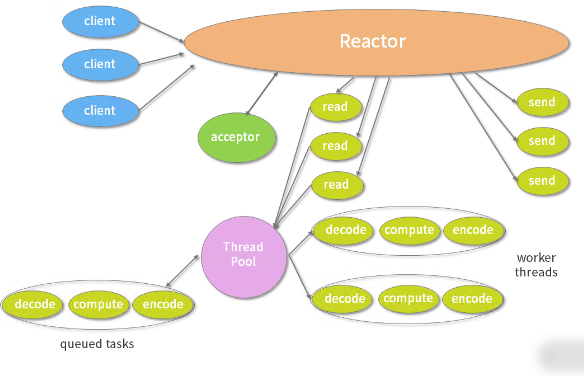 client
Reactor
client
client
send
read
acceptor
read
send
read
send
Thread
Pool
decode compute encode
worker
threads
decode compute encode
decode compute encode
queued tasks